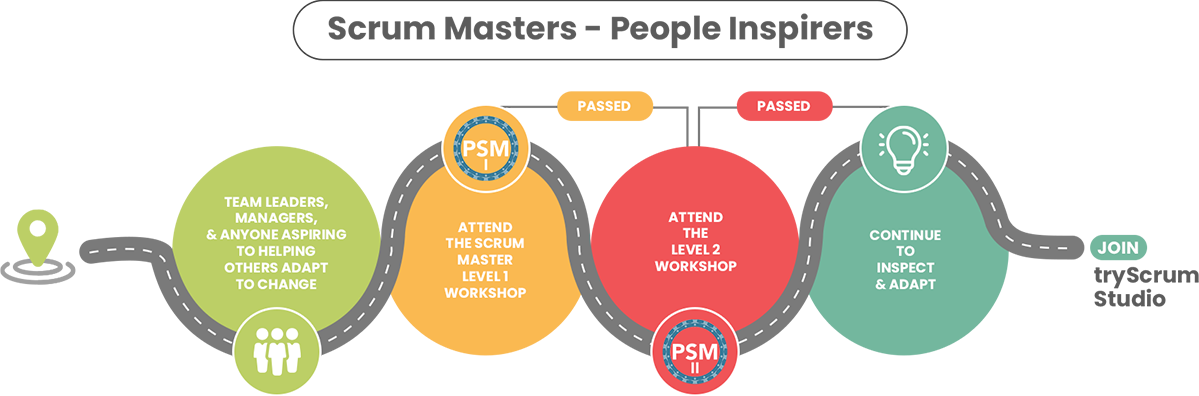 Scrum Masters - People Inspirers
TEAM LEADERS,
MANAGERS,
& ANYONE ASPIRING
TO HELPING
OTHERS ADAPT
TO CHANGE
PSM
I
ATTEND
THE SCRUM
MASTER
LEVEL 1
WORKSHOP
PASSED
ATTEND
THE
LEVEL 2
WORKSHOP
PSM
II
PASSED
CONTINUE
TO
INSPECT
& ADAPT
JOIN
tryScrum
Studio